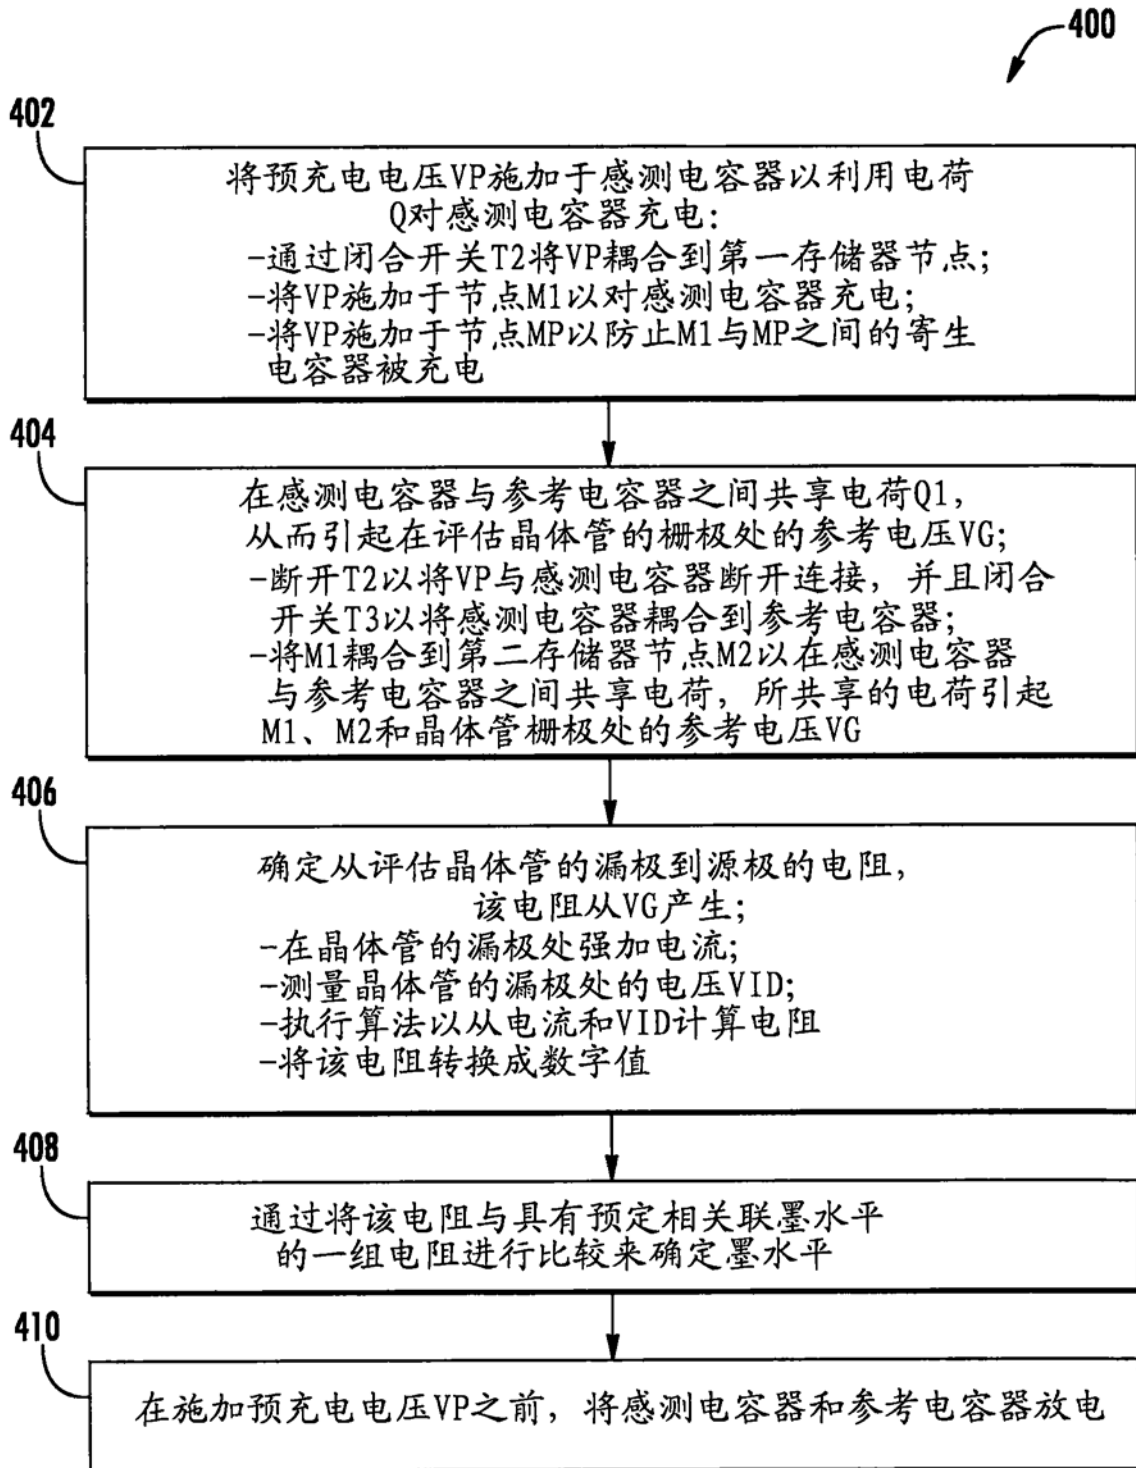 400
402
将预充电电压VP施加于感测电容器以利用电荷
Q对感测电容器充电:
-通过闭合开关T2将VP耦合到第一存储器节点;
-将VP施加于节点M1以对感测电容器充电;
-将VP施加于节点MP以防止M1与MP之间的寄生
电容器被充电
404
在感测电容器与参考电容器之间共享电荷Q1,
从而引起在评估晶体管的栅极处的参考电压VG;
-断开T2以将VP与感测电容器断开连接, 并且闭合
开关T3以将感测电容器耦合到参考电容器;
-将M1耦合到第二存储器节点M2以在感测电容器
与参考电容器之间共享电荷, 所共享的电荷引起
M1、M2和晶体管栅极处的参考电压VG
406
确定从评估晶体管的漏极到源极的电阻,
该电阻从VG产生;
-在晶体管的漏极处强加电流;
-测量晶体管的漏极处的电压VID;
-执行算法以从电流和VID计算电阻
-将该电阻转换成数字值
408
通过将该电阻与具有预定相关联墨水平
的一组电阻进行比较来确定墨水平
410
在施加预充电电压VP之前, 将感测电容器和参考电容器放电